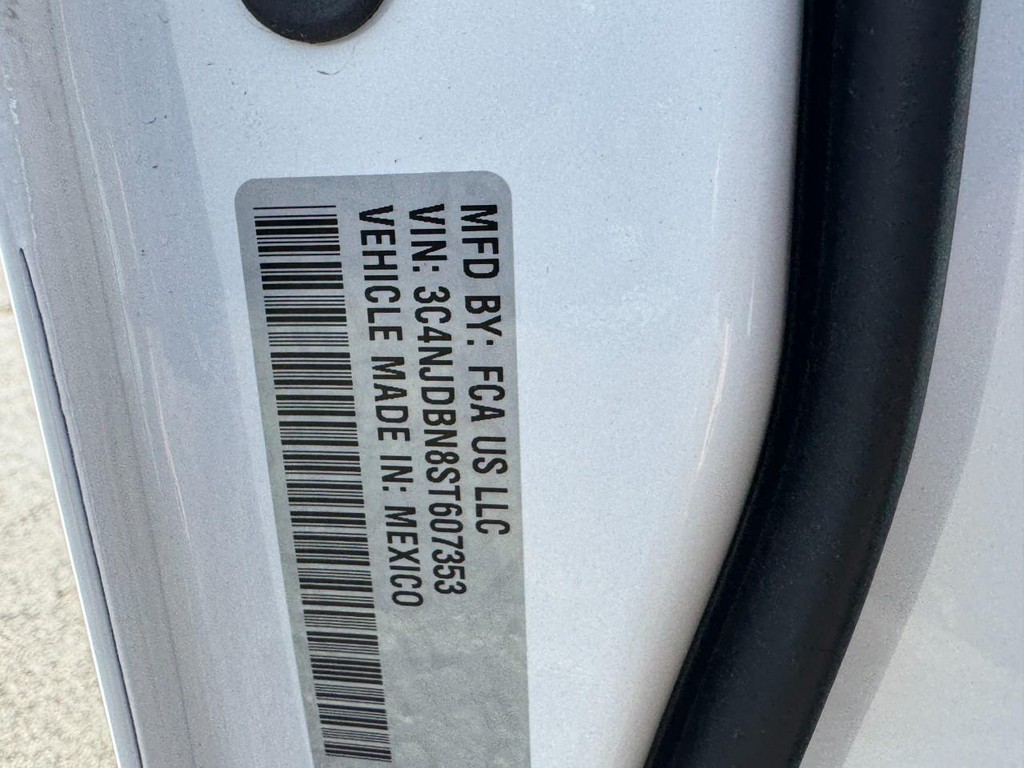 MFD BY: FCA US LLC
VIN: 3C4NJDBN8ST607353
VEHICLE MADE IN: MEXICO